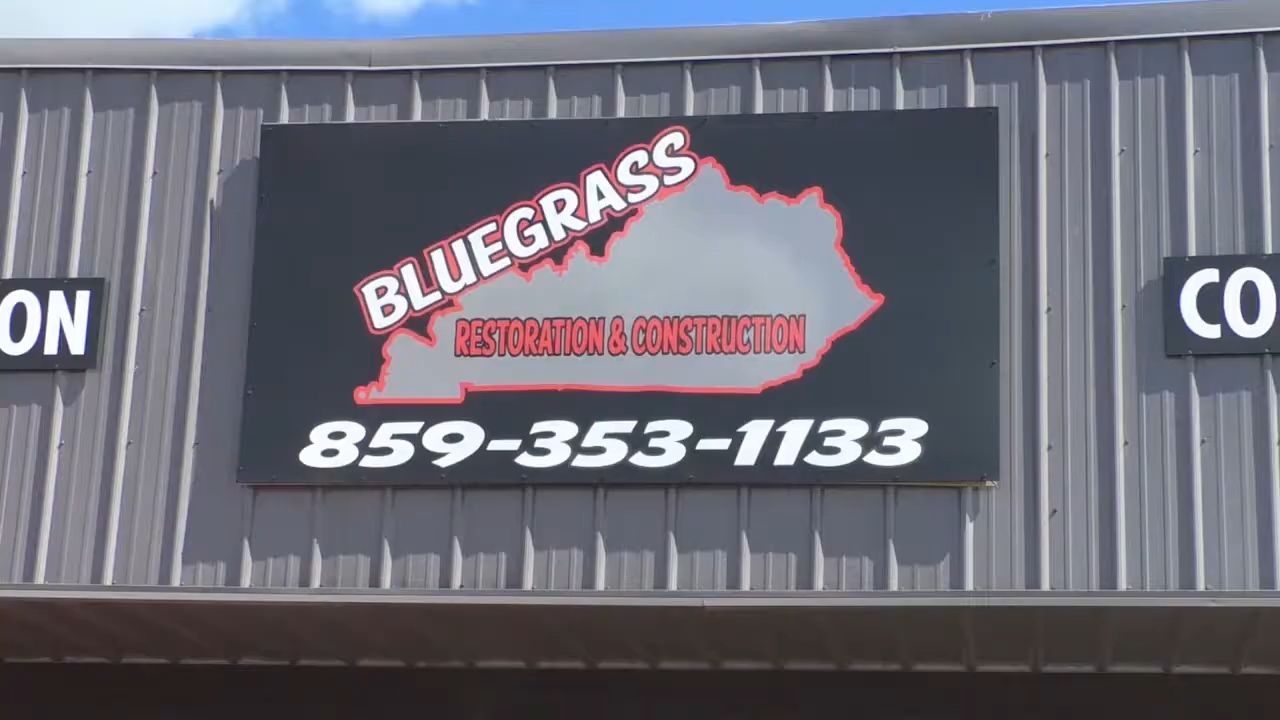 BLUEGRASS
RESTORATION & CONSTRUCTION
859-353-1133
ON
CO